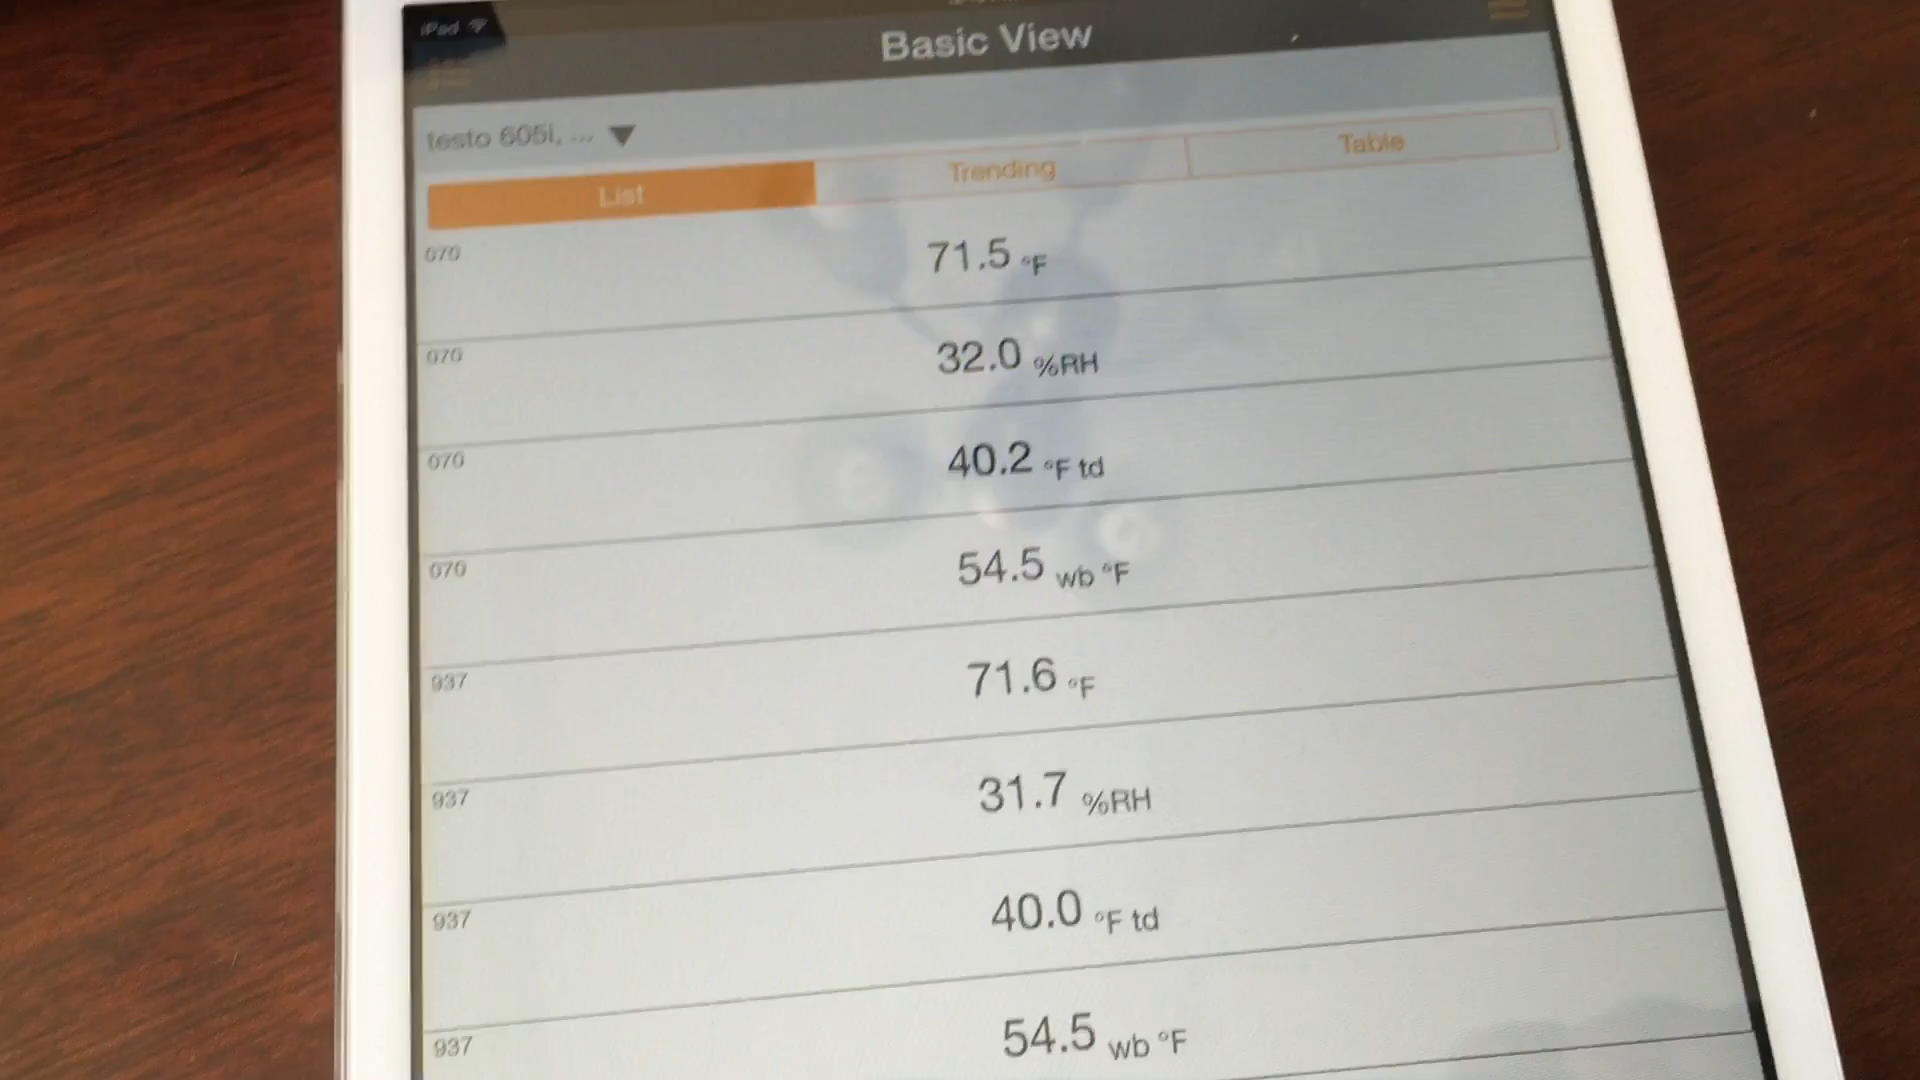 iPad
Basic View
testo 605i, ...
List Trending Table
070 71.5 °F
070 32.0 %RH
070 40.2 °F td
070 54.5 wb °F
937 71.6 °F
937 31.7 %RH
937 40.0 °F td
937 54.5 wb °F